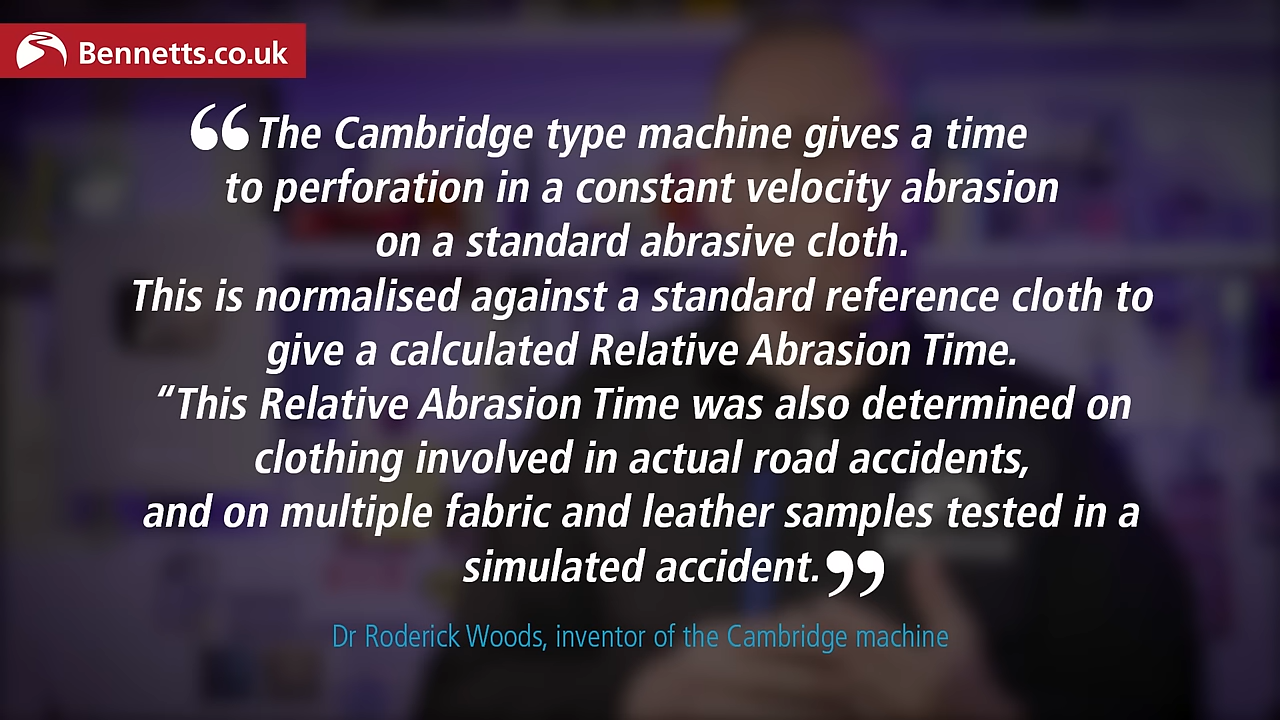 Bennetts.co.uk
“The Cambridge type machine gives a time
to perforation in a constant velocity abrasion
on a standard abrasive cloth.
This is normalised against a standard reference cloth to
give a calculated Relative Abrasion Time.
“This Relative Abrasion Time was also determined on
clothing involved in actual road accidents,
and on multiple fabric and leather samples tested in a
simulated accident.”
Dr Roderick Woods, inventor of the Cambridge machine